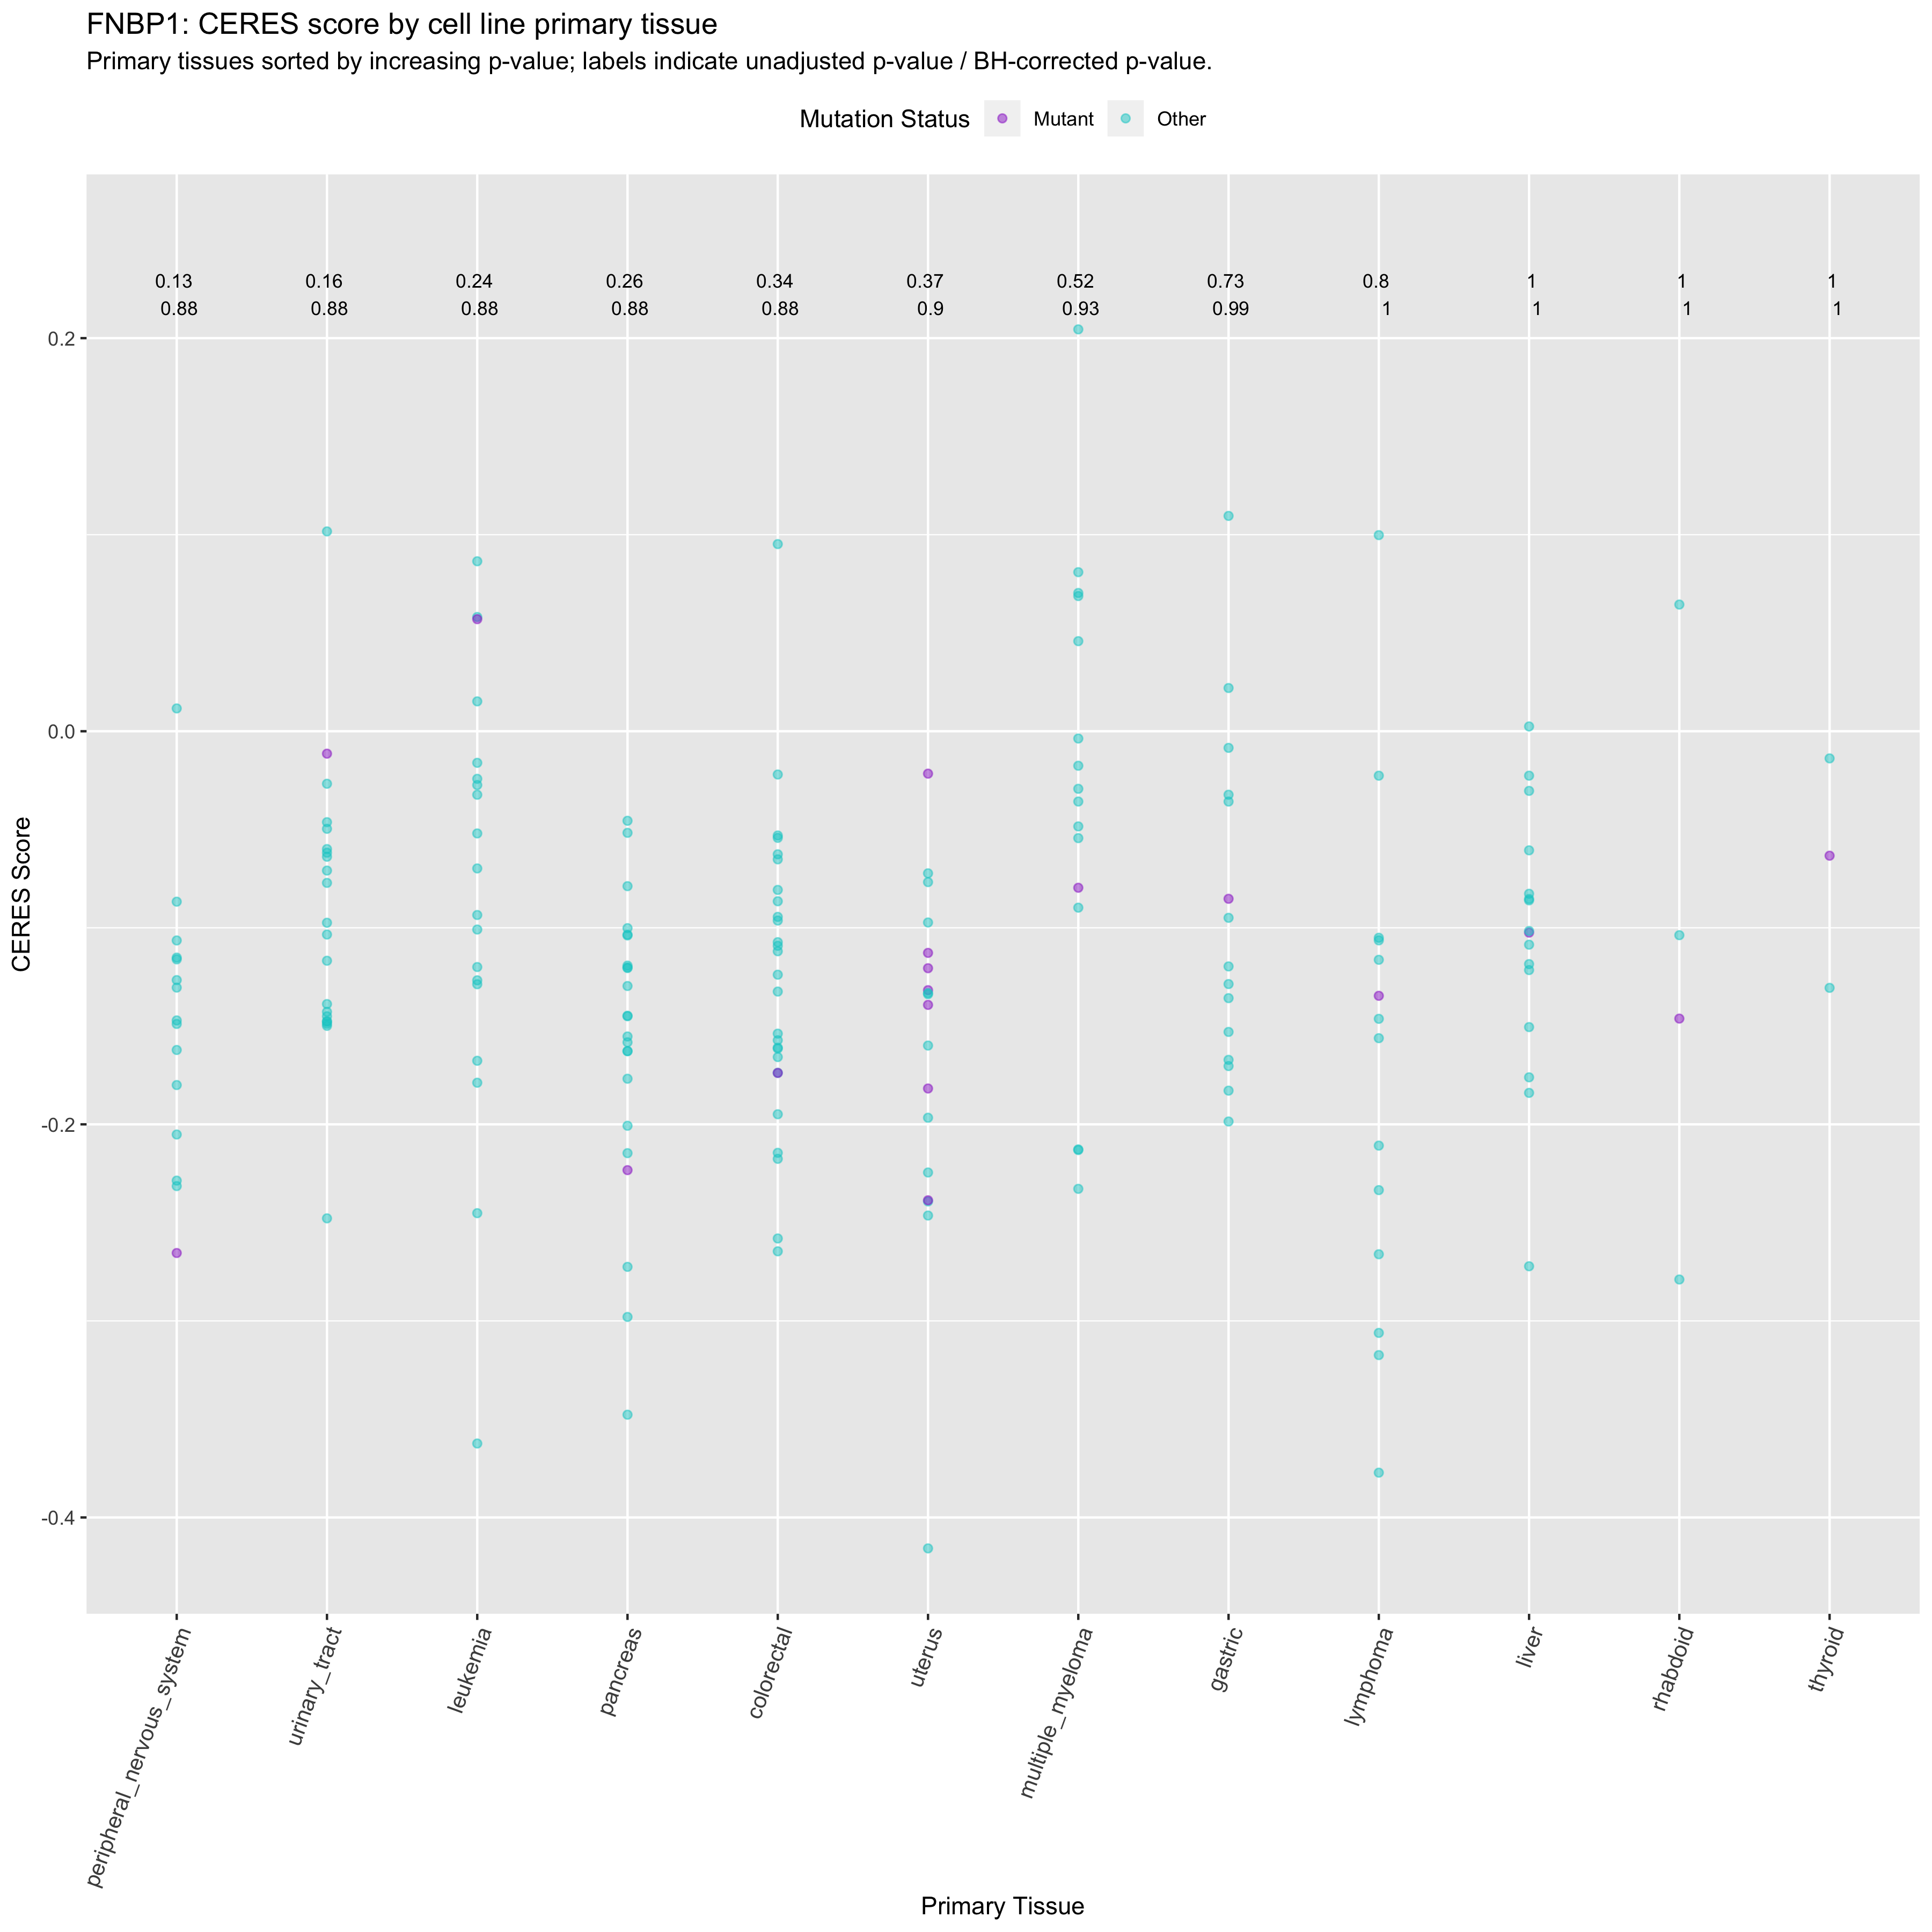 FNBP1: CERES score by cell line primary tissue
Primary tissues sorted by increasing p-value; labels indicate unadjusted p-value / BH-corrected p-value.
Mutation Status Mutant Other
0.13 0.16 0.24 0.26 0.34 0.37 0.52 0.73 0.8 1 1 1
0.88 0.88 0.88 0.88 0.88 0.9 0.93 0.99 1 1 1 1
0.2
0.0
-0.2
-0.4
CERES Score
peripheral_nervous_system
urinary_tract
leukemia
pancreas
colorectal
uterus
multiple_myeloma
gastric
lymphoma
liver
rhabdoid
thyroid
Primary Tissue